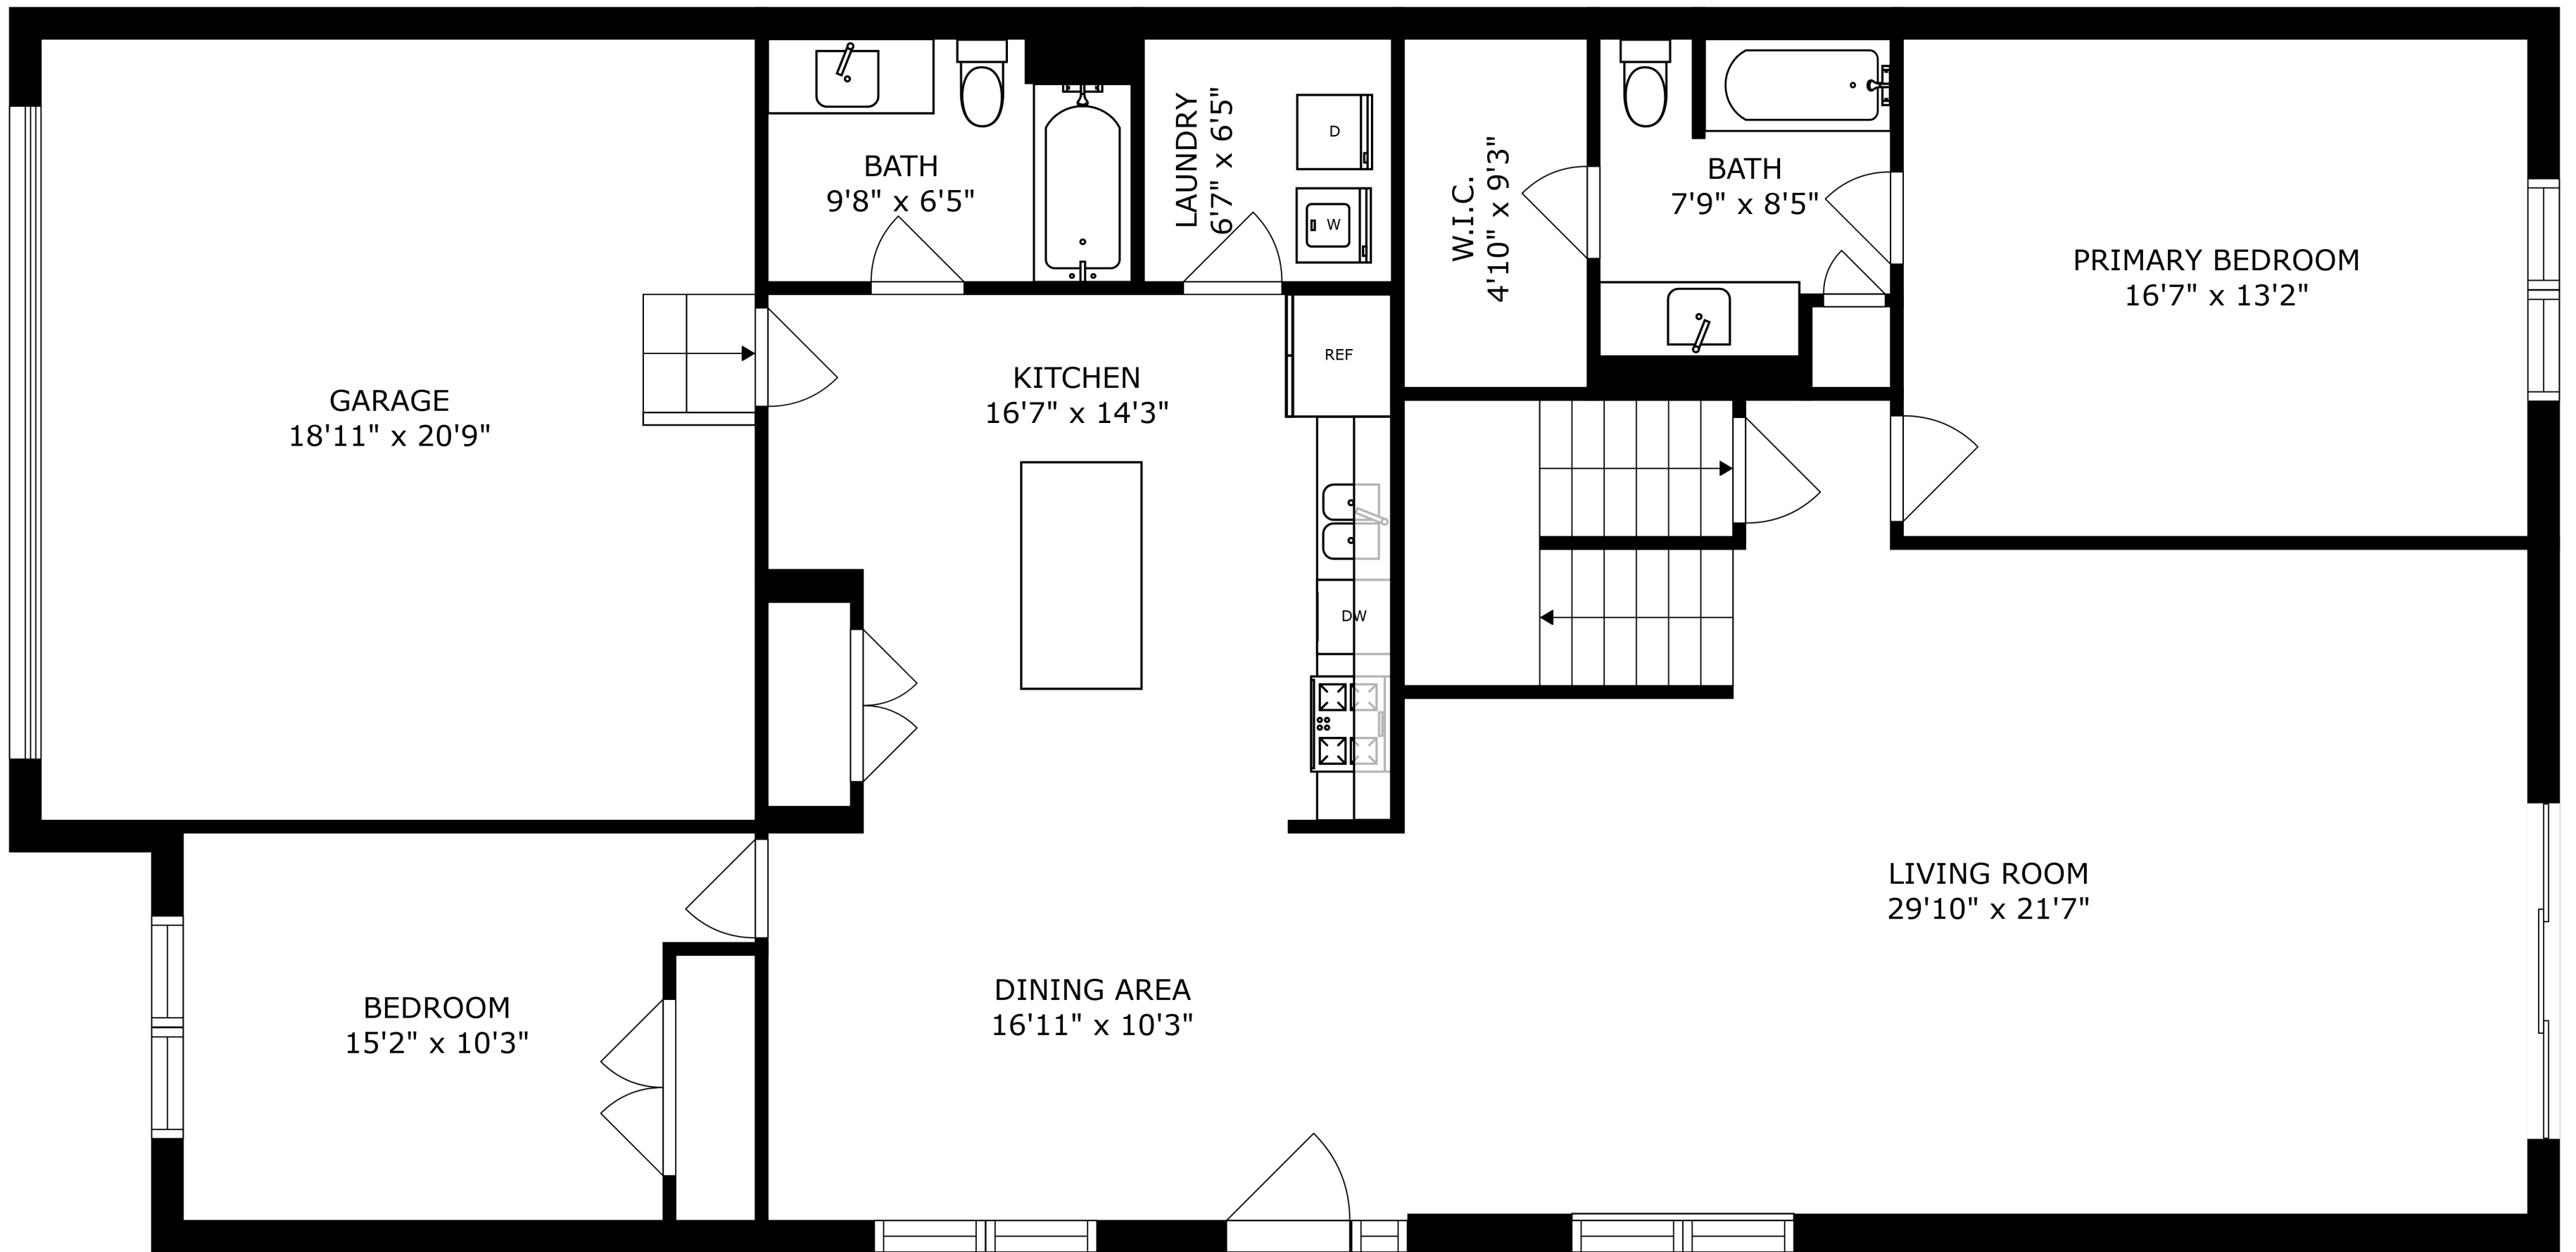 GARAGE
18'11" x 20'9"
BATH
9'8" x 6'5"
LAUNDRY
6'7" x 6'5"
D
W
W.I.C.
4'10" x 9'3"
BATH
7'9" x 8'5"
PRIMARY BEDROOM
16'7" x 13'2"
KITCHEN
16'7" x 14'3"
REF
DW
LIVING ROOM
29'10" x 21'7"
BEDROOM
15'2" x 10'3"
DINING AREA
16'11" x 10'3"